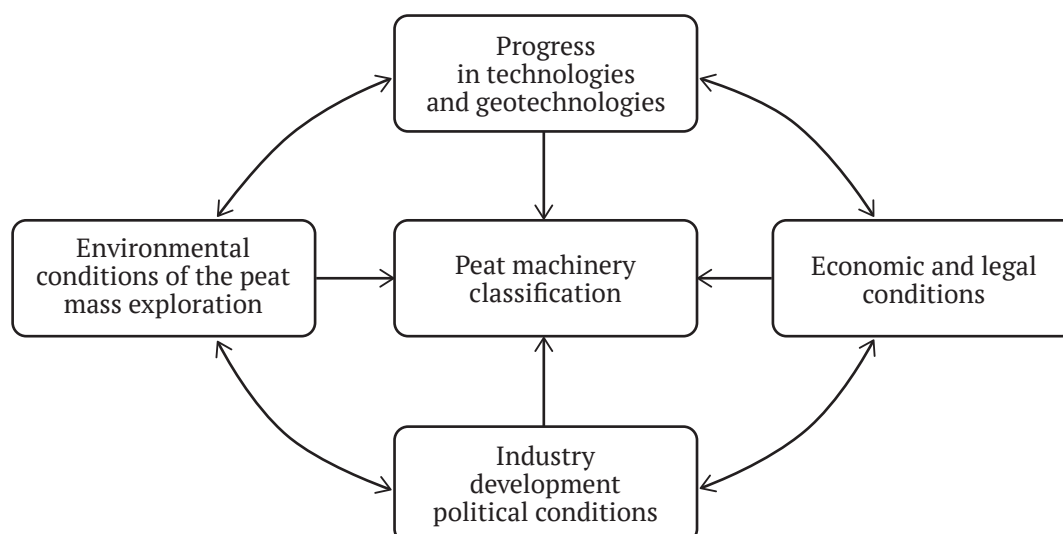 Progress
in technologies
and geotechnologies
Environmental
conditions of the peat
mass exploration
Peat machinery
classification
Economic and legal
conditions
Industry
development
political conditions